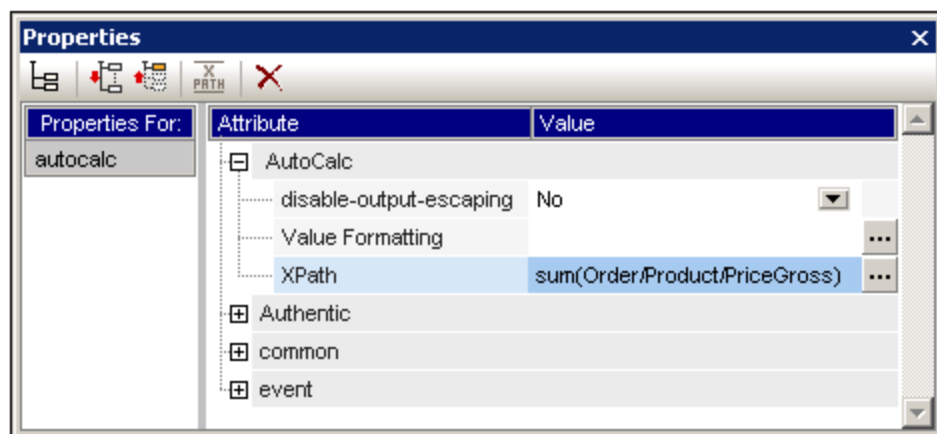 Properties
X PATH
Properties For: Attribute Value
autocalc AutoCalc
disable-output-escaping No
Value Formatting ...
XPath sum(Order/Product/PriceGross) ...
Authentic
common
event